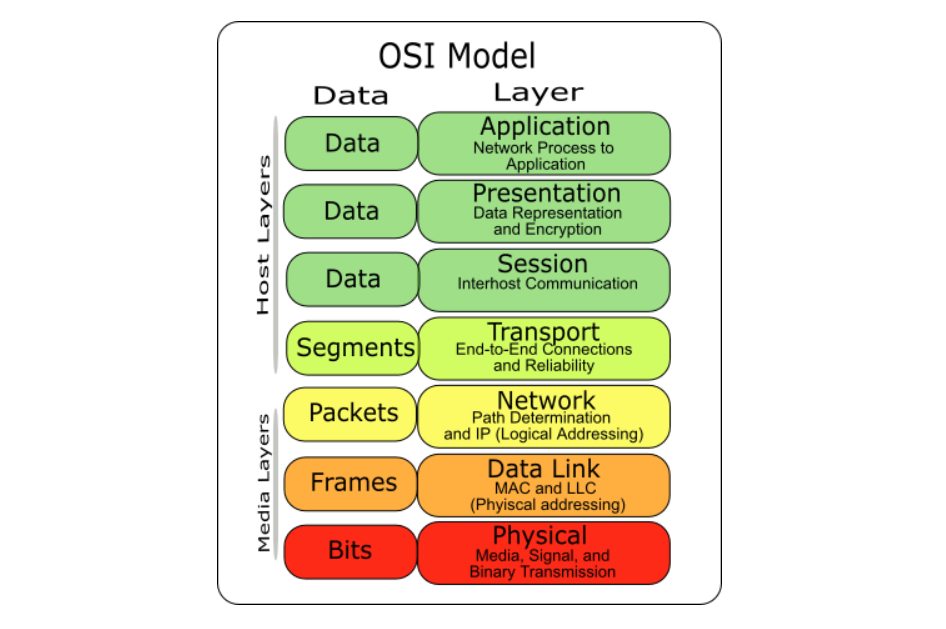 OSI Model
Data
Layer
Host Layers
Data
Application
Network Process to
Application
Data
Presentation
Data Representation
and Encryption
Data
Session
Interhost Communication
Segments
Transport
End-to-End Connections
and Reliability
Media Layers
Packets
Network
Path Determination
and IP (Logical Addressing)
Frames
Data Link
MAC and LLC
(Phyiscal addressing)
Bits
Physical
Media, Signal, and
Binary Transmission